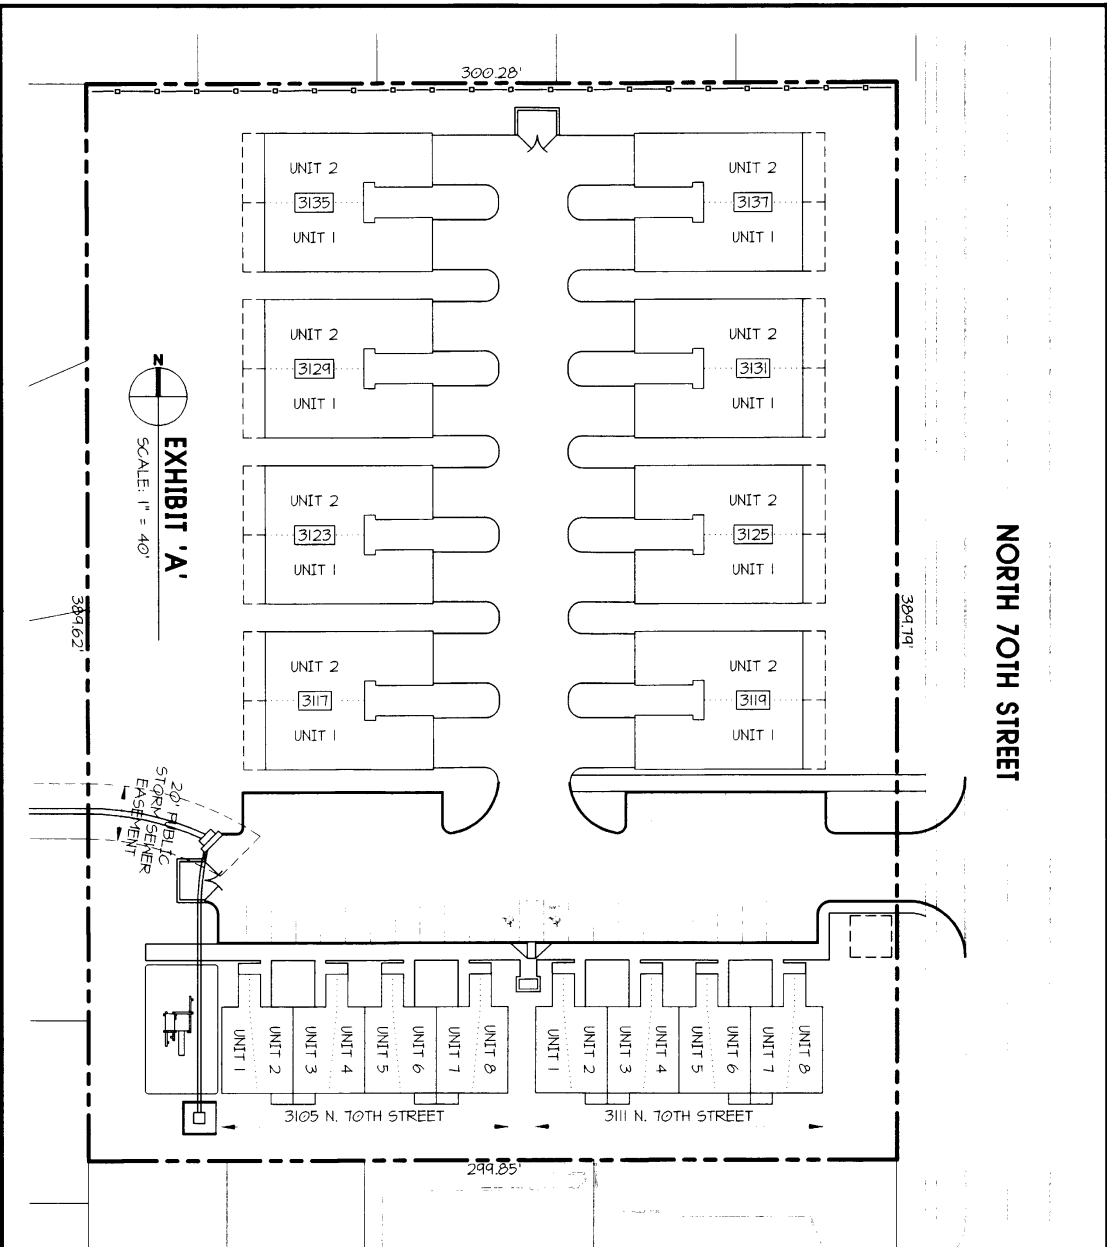 300.28'
UNIT 2
3135
UNIT 1
UNIT 2
3137
UNIT 1
UNIT 2
3129
UNIT 1
UNIT 2
3131
UNIT 1
N
EXHIBIT 'A'
SCALE: 1" = 40'
UNIT 2
3123
UNIT 1
UNIT 2
3125
UNIT 1
NORTH 70TH STREET
389.62'
389.79'
UNIT 2
3117
UNIT 1
UNIT 2
3119
UNIT 1
20' PUBLIC
STORM SEWER
EASEMENT
UNIT 1
UNIT 2
UNIT 3
UNIT 4
UNIT 5
UNIT 6
UNIT 7
UNIT 8
UNIT 1
UNIT 2
UNIT 3
UNIT 4
UNIT 5
UNIT 6
UNIT 7
UNIT 8
3105 N. 70TH STREET
3111 N. 70TH STREET
299.85'